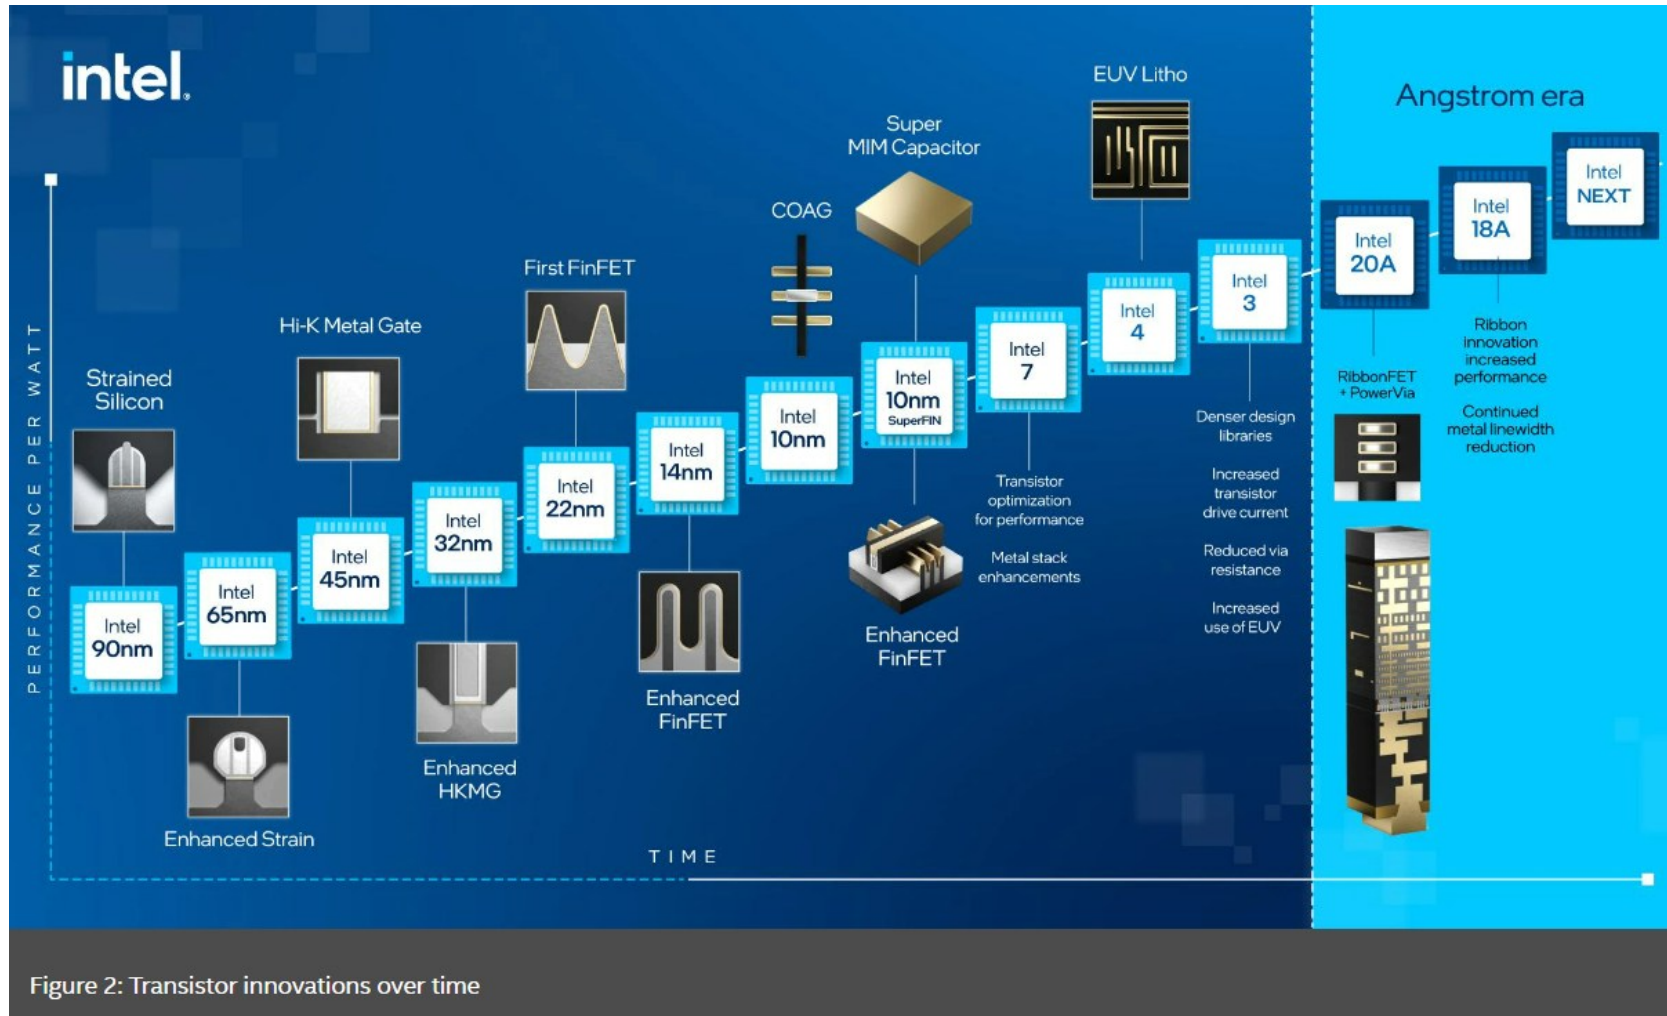 intel.
PERFORMANCE PER WATT
Strained
Silicon
Intel
90nm
Intel
65nm
Enhanced Strain
Hi-K Metal Gate
Intel
45nm
Intel
32nm
Enhanced
HKMG
First FinFET
Intel
22nm
Intel
14nm
Enhanced
FinFET
COAG
Intel
10nm
Super
MIM Capacitor
Intel
10nm
SuperFIN
Enhanced
FinFET
Intel
7
Transistor
optimization
for performance
Metal stack
enhancements
EUV Litho
Intel
4
Intel
3
Denser design
libraries
Increased
transistor
drive current
Reduced via
resistance
Increased
use of EUV
Angstrom era
Intel
20A
RibbonFET
+ PowerVia
Intel
18A
Ribbon
innovation
increased
performance
Continued
metal linewidth
reduction
Intel
NEXT
TIME
Figure 2: Transistor innovations over time